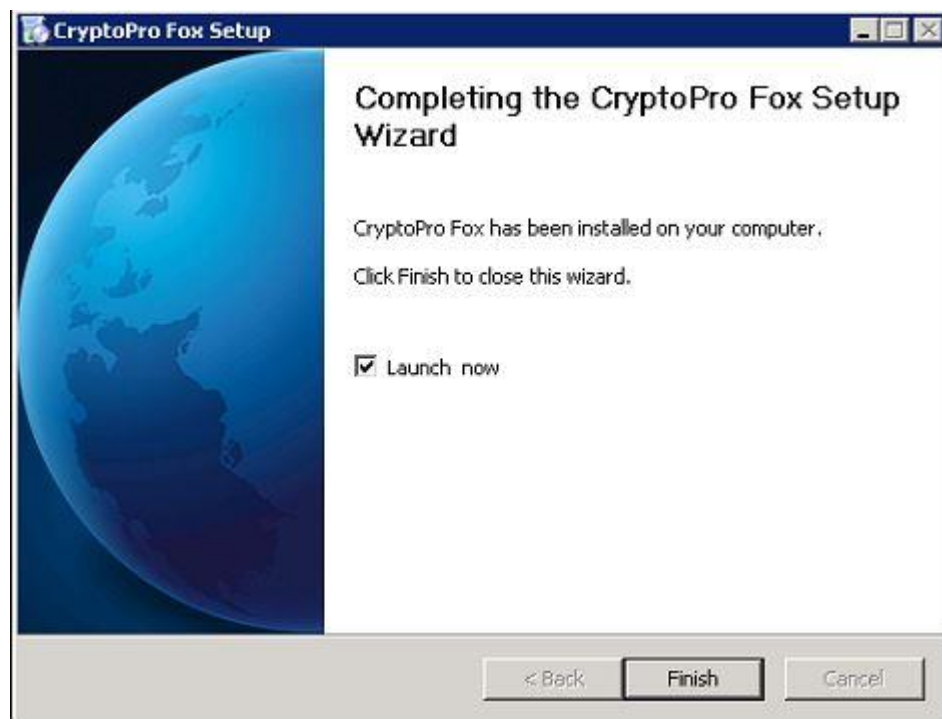 CryptoPro Fox Setup
Completing the CryptoPro Fox Setup
Wizard
CryptoPro Fox has been installed on your computer.
Click Finish to close this wizard.
Launch now
< Back
Finish
Cancel